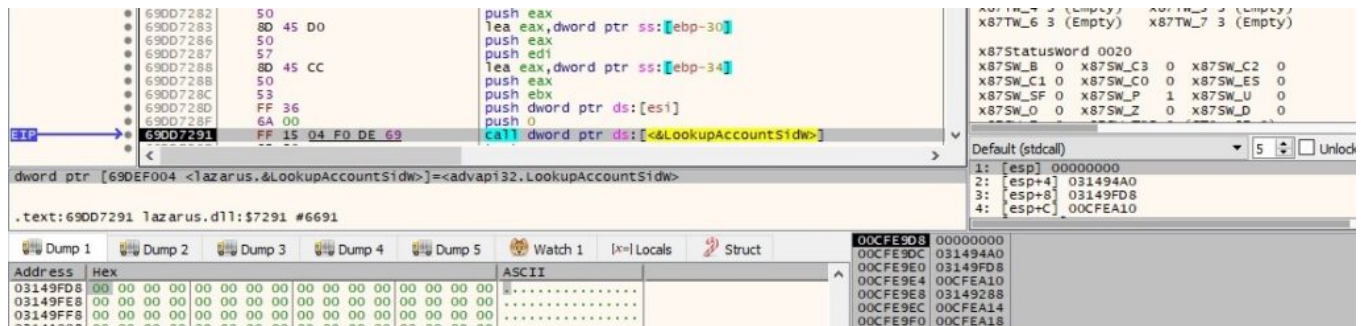 69DD7282 50 push eax
69DD7283 8D 45 D0 lea eax,dword ptr ss:[ebp-30]
69DD7286 50 push eax
69DD7287 57 push edi
69DD7288 8D 45 CC lea eax,dword ptr ss:[ebp-34]
69DD728B 50 push eax
69DD728C 53 push ebx
69DD728D FF 36 push dword ptr ds:[esi]
69DD728F 6A 00 push 0
EIP 69DD7291 FF 15 04 F0 DE 69 call dword ptr ds:[<&LookupAccountSidW>]
x87TW_6 3 (Empty) x87TW_7 3 (Empty)
x87StatusWord 0020
x87SW_B 0 x87SW_C3 0 x87SW_C2 0
x87SW_C1 0 x87SW_C0 0 x87SW_ES 0
x87SW_SF 0 x87SW_P 1 x87SW_U 0
x87SW_O 0 x87SW_Z 0 x87SW_D 0
Default (stdcall) 5 Unlock
1: [esp] 00000000
2: [esp+4] 031494A0
3: [esp+8] 03149FD8
4: [esp+C] 00CFEA10
dword ptr [69DEF004 <lazarus.&LookupAccountSidW>]=<advapi32.LookupAccountSidW>
.text:69DD7291 lazarus.dll:$7291 #6691
Dump 1 Dump 2 Dump 3 Dump 4 Dump 5 Watch 1 [x=] Locals Struct
Address Hex ASCII
03149FD8 00 00 00 00 00 00 00 00 00 00 00 00 00 00 00 00 ................
03149FE8 00 00 00 00 00 00 00 00 00 00 00 00 00 00 00 00 ................
03149FF8 00 00 00 00 00 00 00 00 00 00 00 00 00 00 00 00 ................
00CFE9D8 00000000
00CFE9DC 031494A0
00CFE9E0 03149FD8
00CFE9E4 00CFEA10
00CFE9E8 03149288
00CFE9EC 00CFEA14
00CFE9F0 00CFEA18